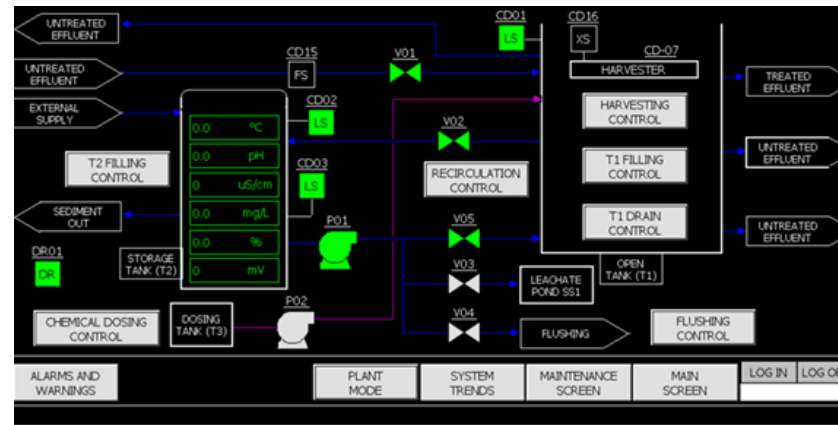 UNTREATED
EFFLUENT
CD01
LS
CD16
XS
UNTREATED
EFFLUENT
CD15
FS
V01
CD-07
HARVESTER
TREATED
EFFLUENT
EXTERNAL
SUPPLY
CD02
LS
HARVESTING
CONTROL
0.0 °C
0.0 pH
0 uS/cm
0.0 mg/L
0.0 %
0 mV
V02
T2 FILLING
CONTROL
CD03
LS
RECIRCULATION
CONTROL
T1 FILLING
CONTROL
UNTREATED
EFFLUENT
SEDIMENT
OUT
P01
V05
T1 DRAIN
CONTROL
UNTREATED
EFFLUENT
DR01
DR
STORAGE
TANK (T2)
V03
LEACHATE
POND SS1
OPEN
TANK (T1)
CHEMICAL DOSING
CONTROL
DOSING
TANK (T3)
P02
V04
FLUSHING
FLUSHING
CONTROL
ALARMS AND
WARNINGS
PLANT
MODE
SYSTEM
TRENDS
MAINTENANCE
SCREEN
MAIN
SCREEN
LOG IN
LOG O